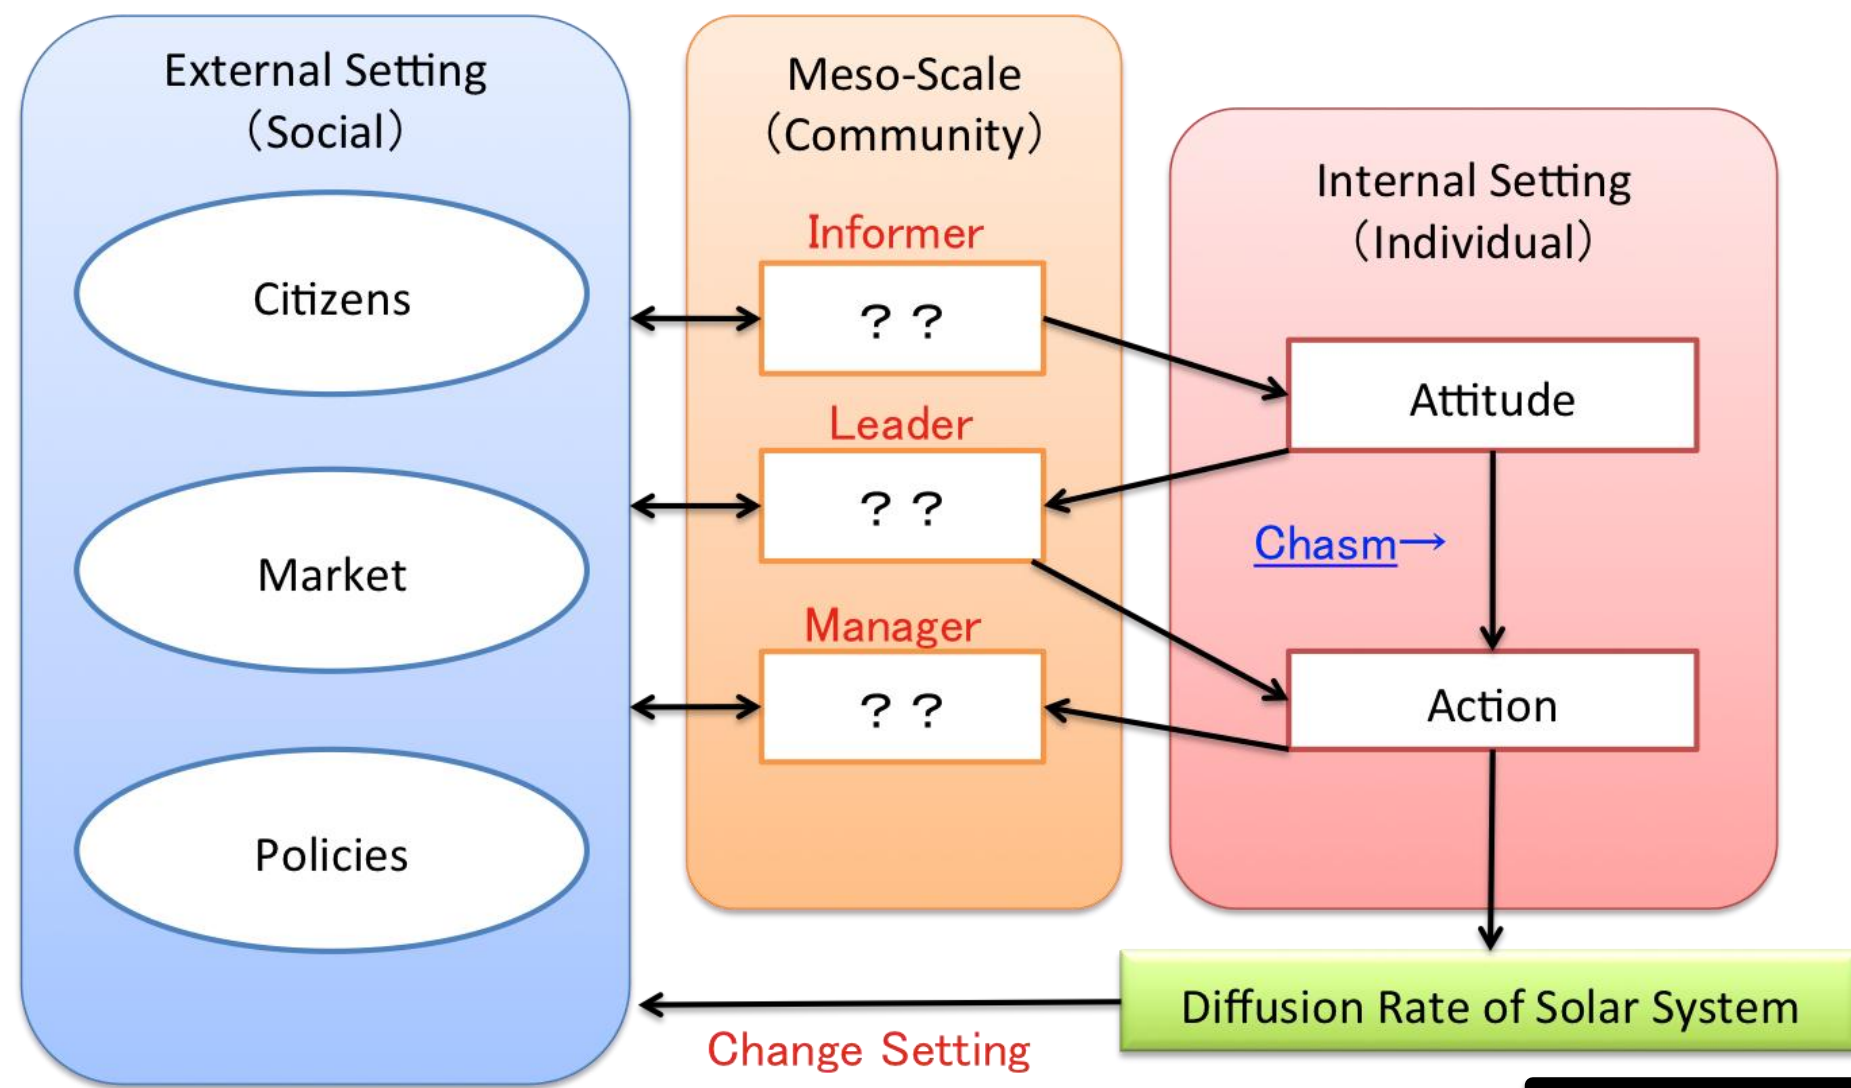 External Setting
（Social）
Citizens
Market
Policies
Meso-Scale
（Community）
Informer
？？
Leader
？？
Manager
？？
Internal Setting
（Individual）
Attitude
Chasm→
Action
Diffusion Rate of Solar System
Change Setting